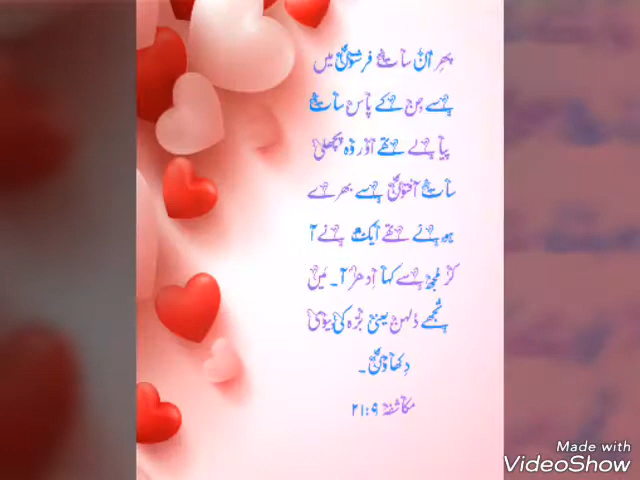 پھر اُن سات فرشتوں میں
سے جن کے پاس سات
پیالے تھے اور وہ پچھلی
سات آفتوں سے بھرے
ہوئے تھے ایک نے آ
کر مجھ سے کہا اِدھر آ۔ مَیں
تجھے دُلہن یعنی برّہ کی بیوی
دِکھاؤں۔
مکاشفہ ۲۱:۹
Made with
VideoShow